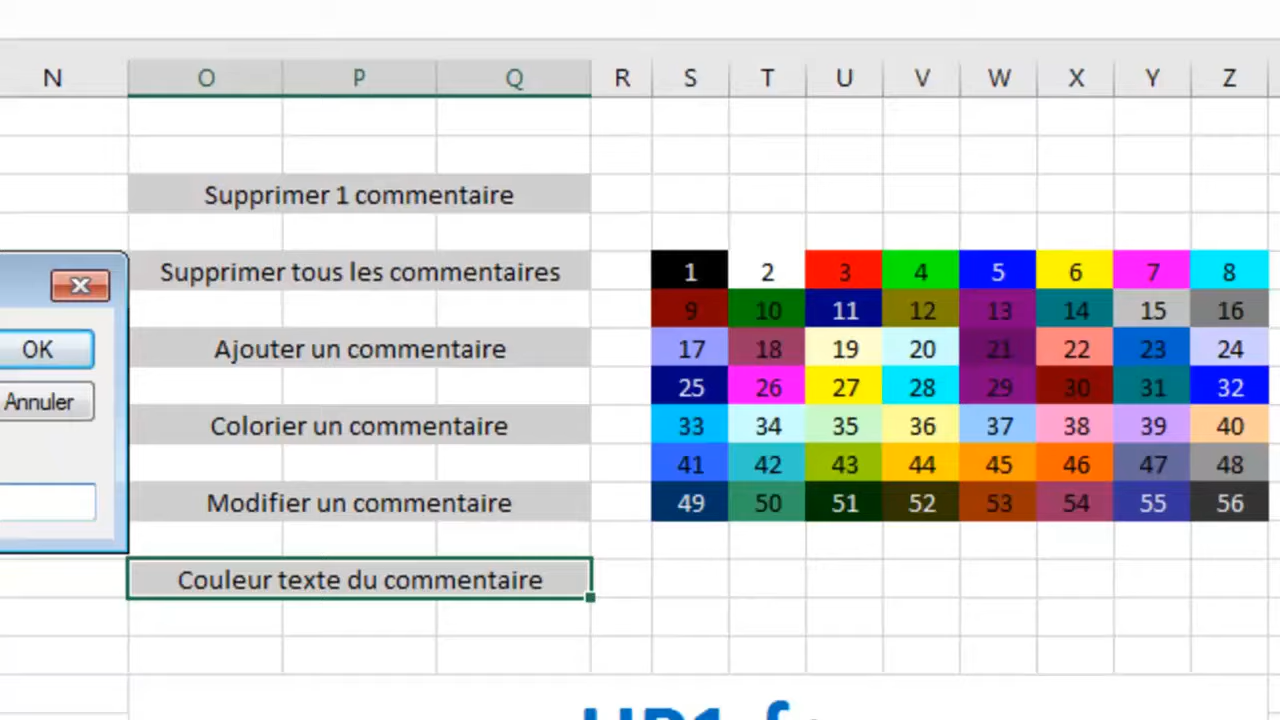 N O P Q R S T U V W X Y Z
Supprimer 1 commentaire
Supprimer tous les commentaires 1 2 3 4 5 6 7 8
9 10 11 12 13 14 15 16
OK Ajouter un commentaire 17 18 19 20 21 22 23 24
Annuler 25 26 27 28 29 30 31 32
Colorier un commentaire 33 34 35 36 37 38 39 40
41 42 43 44 45 46 47 48
Modifier un commentaire 49 50 51 52 53 54 55 56
Couleur texte du commentaire